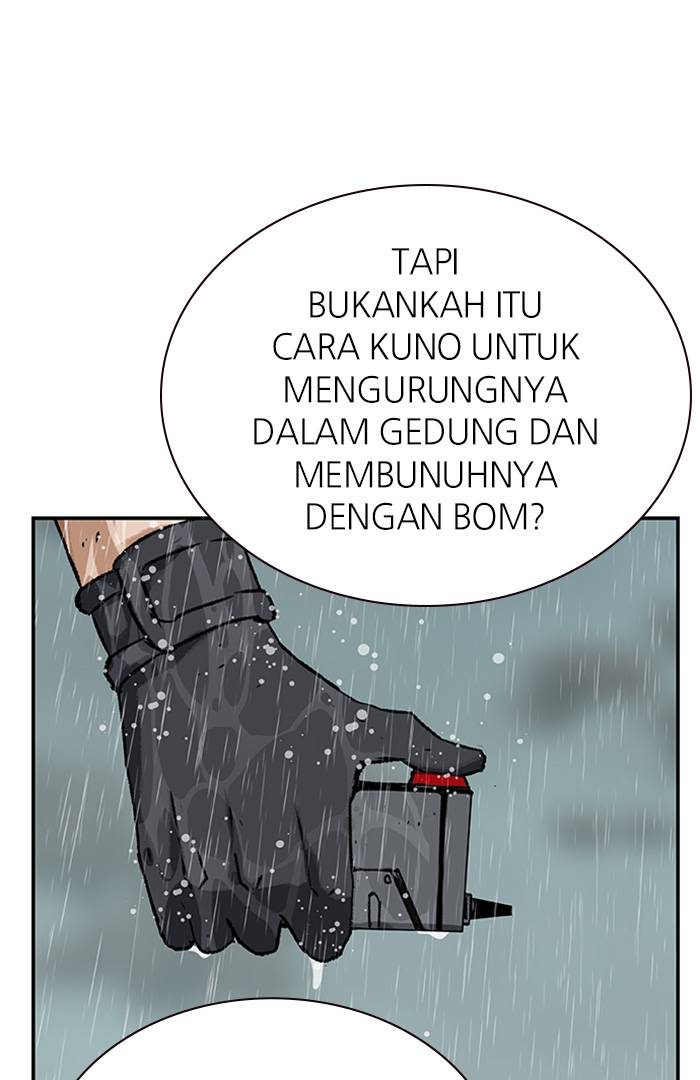 TAPI
BUKANKAH ITU
CARA KUNO UNTUK
MENGURUNGNYA
DALAM GEDUNG DAN
MEMBUNUHNYA
DENGAN BOM?